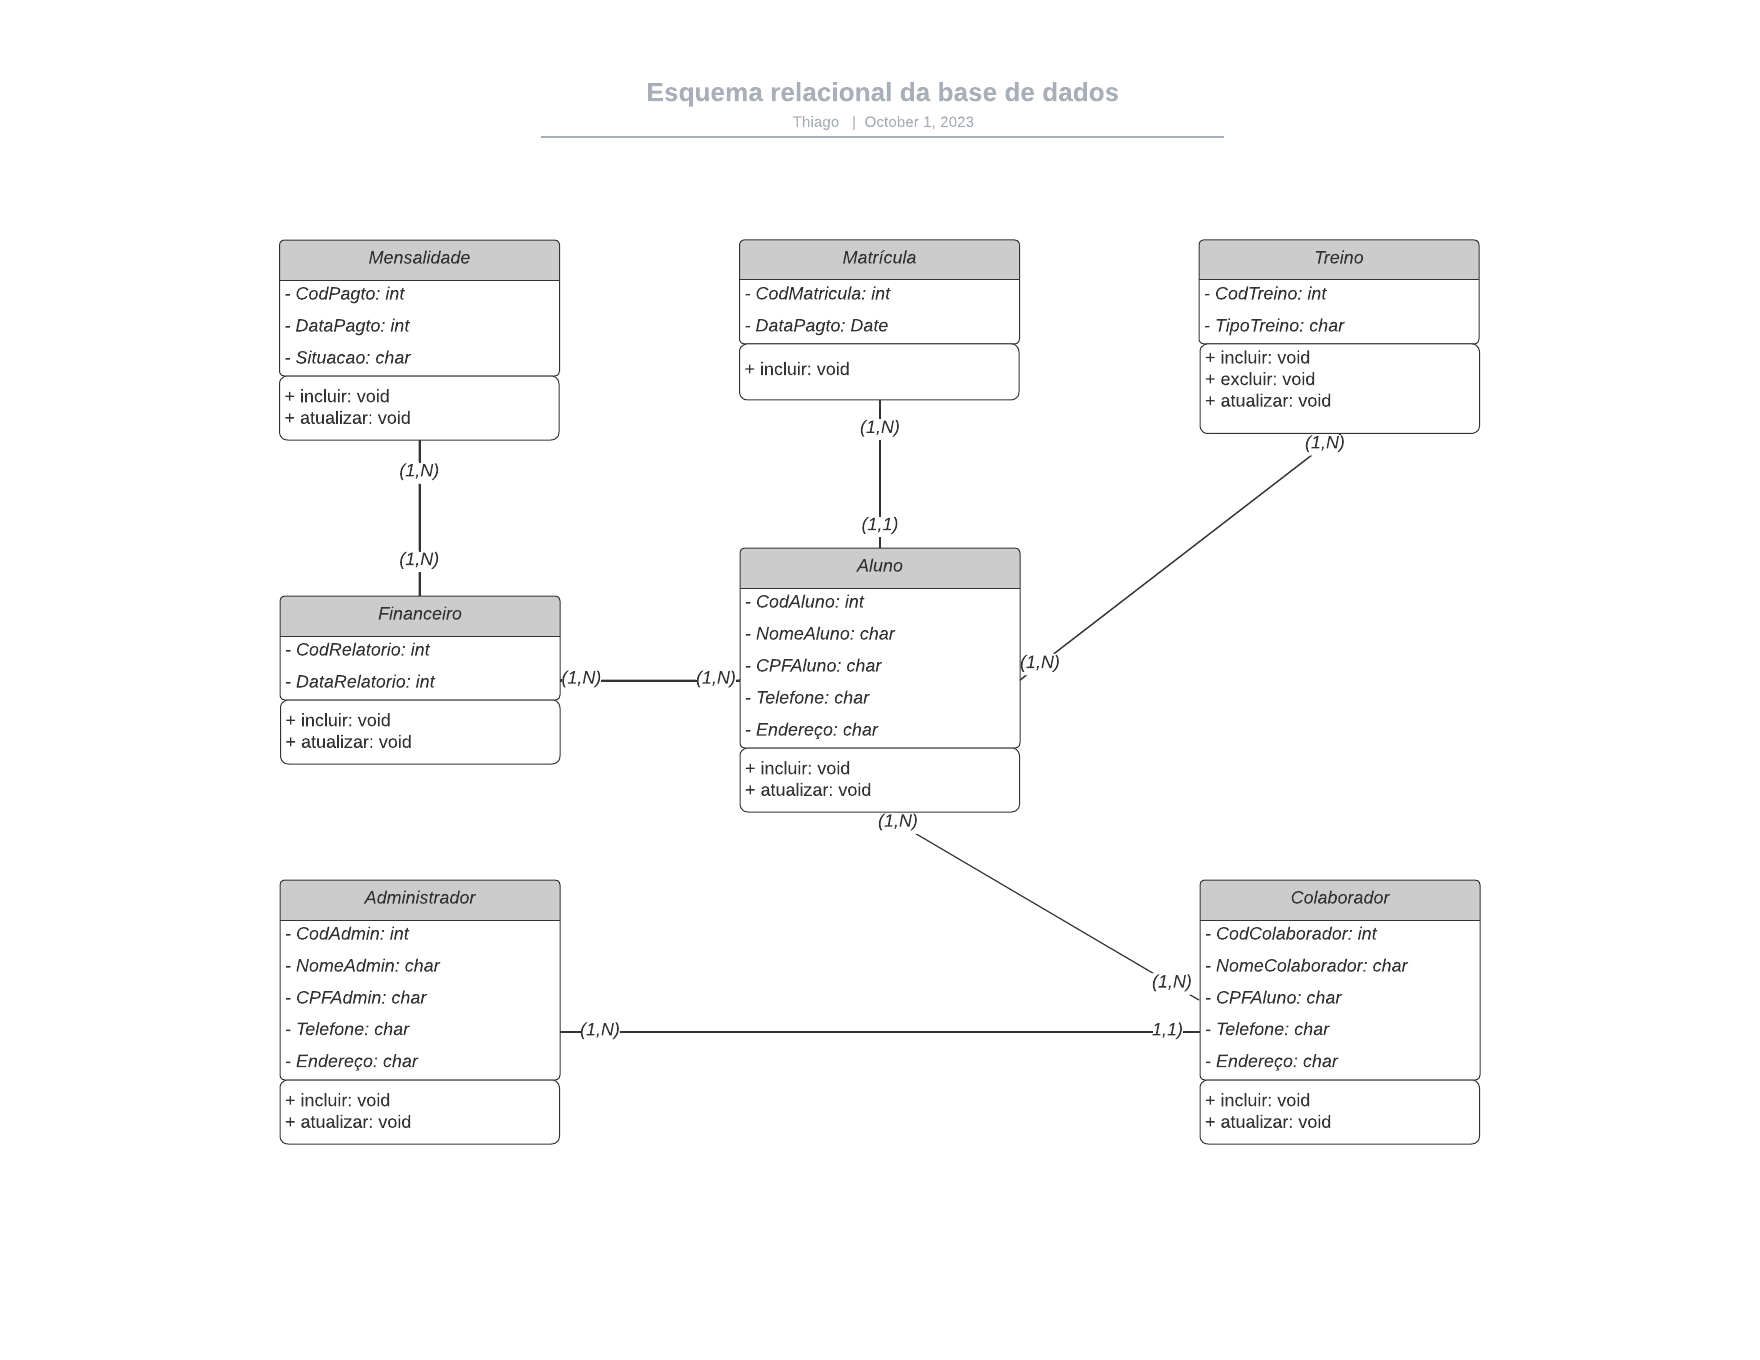 Esquema relacional da base de dados
Thiago | October 1, 2023
Mensalidade
- CodPagto: int
- DataPagto: int
- Situacao: char
+ incluir: void
+ atualizar: void
Matrícula
- CodMatricula: int
- DataPagto: Date
+ incluir: void
Treino
- CodTreino: int
- TipoTreino: char
+ incluir: void
+ excluir: void
+ atualizar: void
(1,N)
(1,N)
(1,N)
(1,1)
(1,N)
Financeiro
- CodRelatorio: int
- DataRelatorio: int
+ incluir: void
+ atualizar: void
(1,N)
(1,N)
Aluno
- CodAluno: int
- NomeAluno: char
- CPFAluno: char
- Telefone: char
- Endereço: char
+ incluir: void
+ atualizar: void
(1,N)
(1,N)
Administrador
- CodAdmin: int
- NomeAdmin: char
- CPFAdmin: char
- Telefone: char
- Endereço: char
+ incluir: void
+ atualizar: void
(1,N)
(1,N)
1,1)
Colaborador
- CodColaborador: int
- NomeColaborador: char
- CPFAluno: char
- Telefone: char
- Endereço: char
+ incluir: void
+ atualizar: void